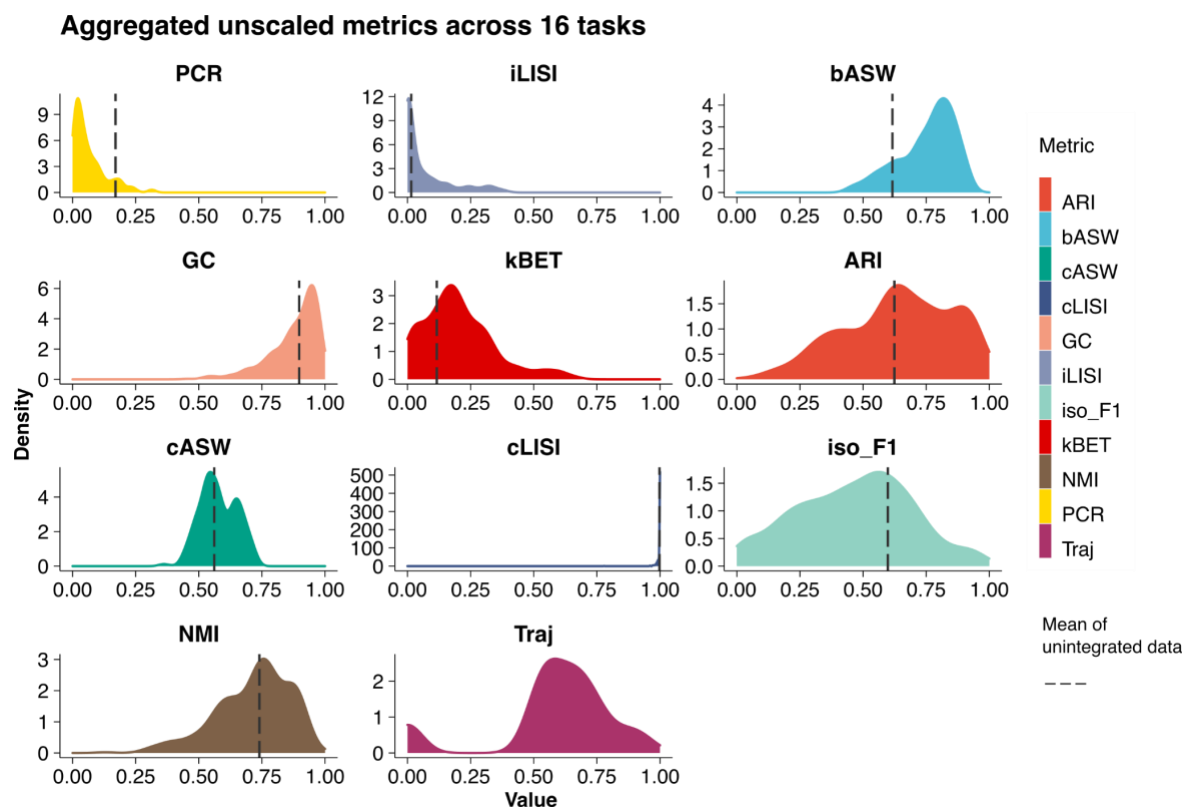 Aggregated unscaled metrics across 16 tasks
PCR
iLISI
bASW
9
6
3
0
12
9
6
3
0
4
3
2
1
0
0.00 0.25 0.50 0.75 1.00
0.00 0.25 0.50 0.75 1.00
0.00 0.25 0.50 0.75 1.00
GC
kBET
ARI
6
4
2
0
3
2
1
0
1.5
1.0
0.5
0.0
0.00 0.25 0.50 0.75 1.00
0.00 0.25 0.50 0.75 1.00
0.00 0.25 0.50 0.75 1.00
Density
cASW
cLISI
iso_F1
4
2
0
500
400
300
200
100
0
1.5
1.0
0.5
0.0
0.00 0.25 0.50 0.75 1.00
0.00 0.25 0.50 0.75 1.00
0.00 0.25 0.50 0.75 1.00
NMI
Traj
3
2
1
0
2
1
0
0.00 0.25 0.50 0.75 1.00
0.00 0.25 0.50 0.75 1.00
Value
Metric
ARI
bASW
cASW
cLISI
GC
iLISI
iso_F1
kBET
NMI
PCR
Traj
Mean of
unintegrated data